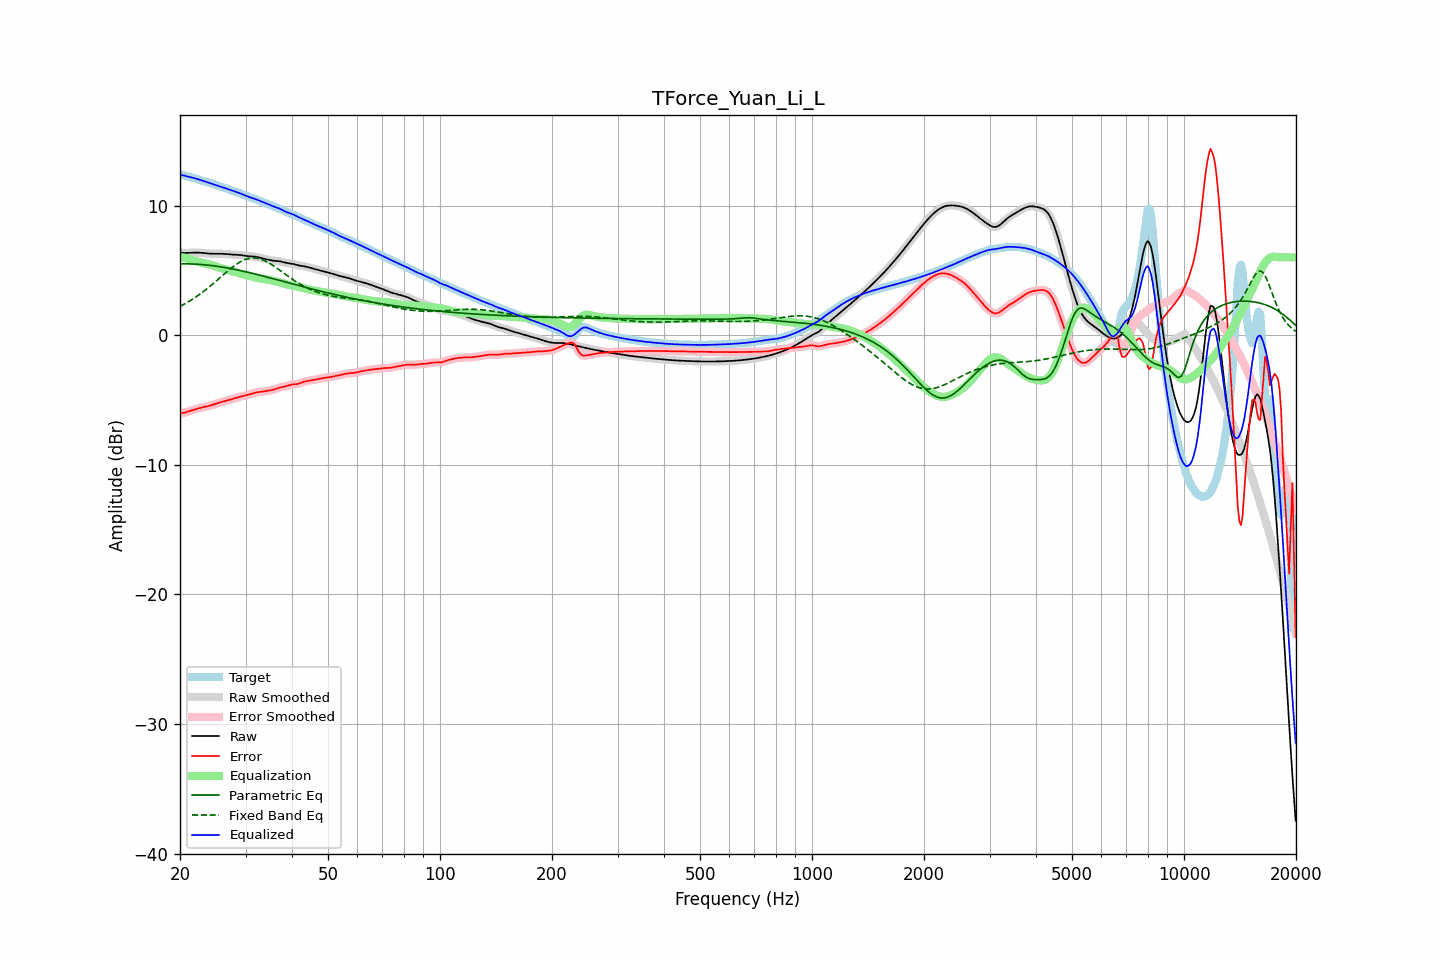 TForce_Yuan_Li_L
Amplitude (dBr)
10
0
−10
−20
−30
−40
Target
Raw Smoothed
Error Smoothed
Raw
Error
Equalization
Parametric Eq
Fixed Band Eq
Equalized
20 50 100 200 500 1000 2000 5000 10000 20000
Frequency (Hz)